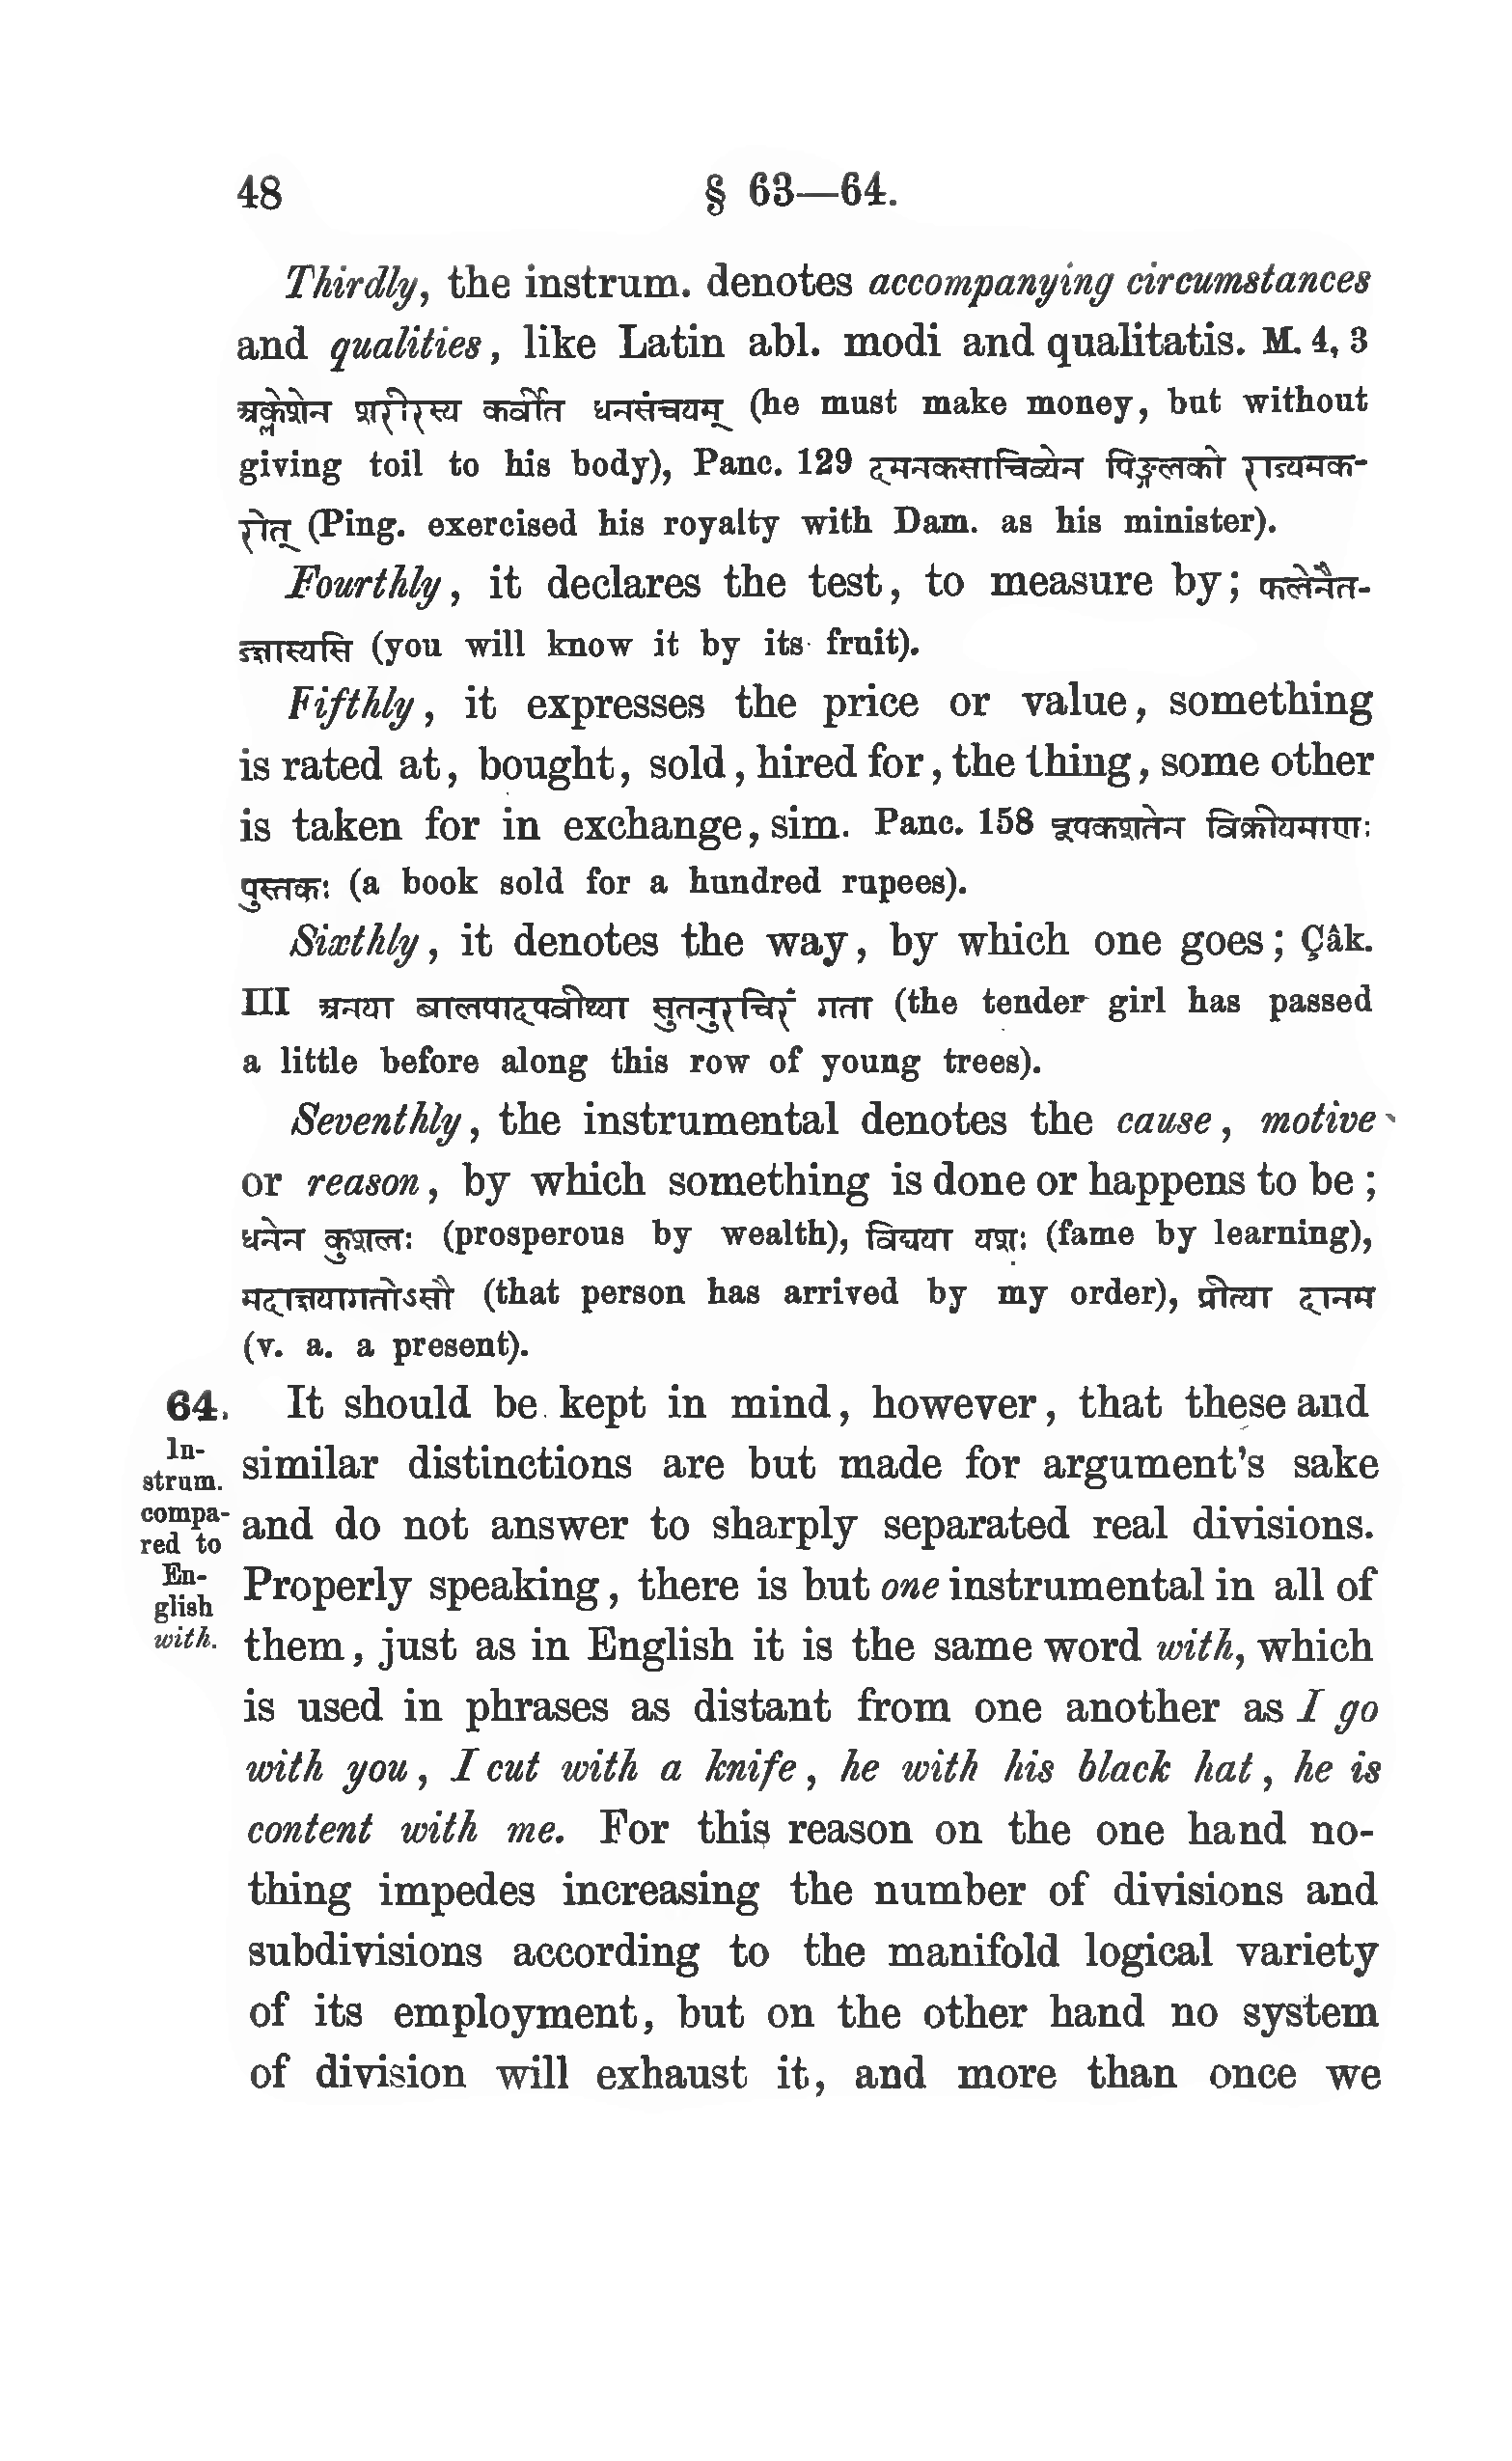 48 § 63—64.
Thirdly, the instrum. denotes accompanying circumstances
and qualities, like Latin abl. modi and qualitatis. M. 4, 3
अक्लेशेन शरीरस्य कर्वीत धनसंचयम् (he must make money, but without
giving toil to his body), Panc. 129 दमनकसाचिव्येन पिङ्गलको राज्यमक-
रोत् (Ping. exercised his royalty with Dam. as his minister).
Fourthly, it declares the test, to measure by; फलेनैत-
ज्ज्ञास्यसि (you will know it by its fruit).
Fifthly, it expresses the price or value, something
is rated at, bought, sold, hired for, the thing, some other
is taken for in exchange, sim. Panc. 158 रूपकशतेन विक्रीयमाणः
पुस्तकः (a book sold for a hundred rupees).
Sixthly, it denotes the way, by which one goes; Çâk.
III अनया बालपादपवीथ्या सुतनुरचिरं गता (the tender girl has passed
a little before along this row of young trees).
Seventhly, the instrumental denotes the cause, motive
or reason, by which something is done or happens to be;
धनेन कुशलः (prosperous by wealth), विद्यया यशः (fame by learning),
मदाज्ञयागतोऽसौ (that person has arrived by my order), प्रीत्या दानम
(v. a. a present).
64. It should be kept in mind, however, that these and
In-
strum. similar distinctions are but made for argument's sake
compa- and do not answer to sharply separated real divisions.
red to
En- Properly speaking, there is but one instrumental in all of
glish
with. them, just as in English it is the same word with, which
is used in phrases as distant from one another as I go
with you, I cut with a knife, he with his black hat, he is
content with me. For this reason on the one hand no-
thing impedes increasing the number of divisions and
subdivisions according to the manifold logical variety
of its employment, but on the other hand no system
of division will exhaust it, and more than once we